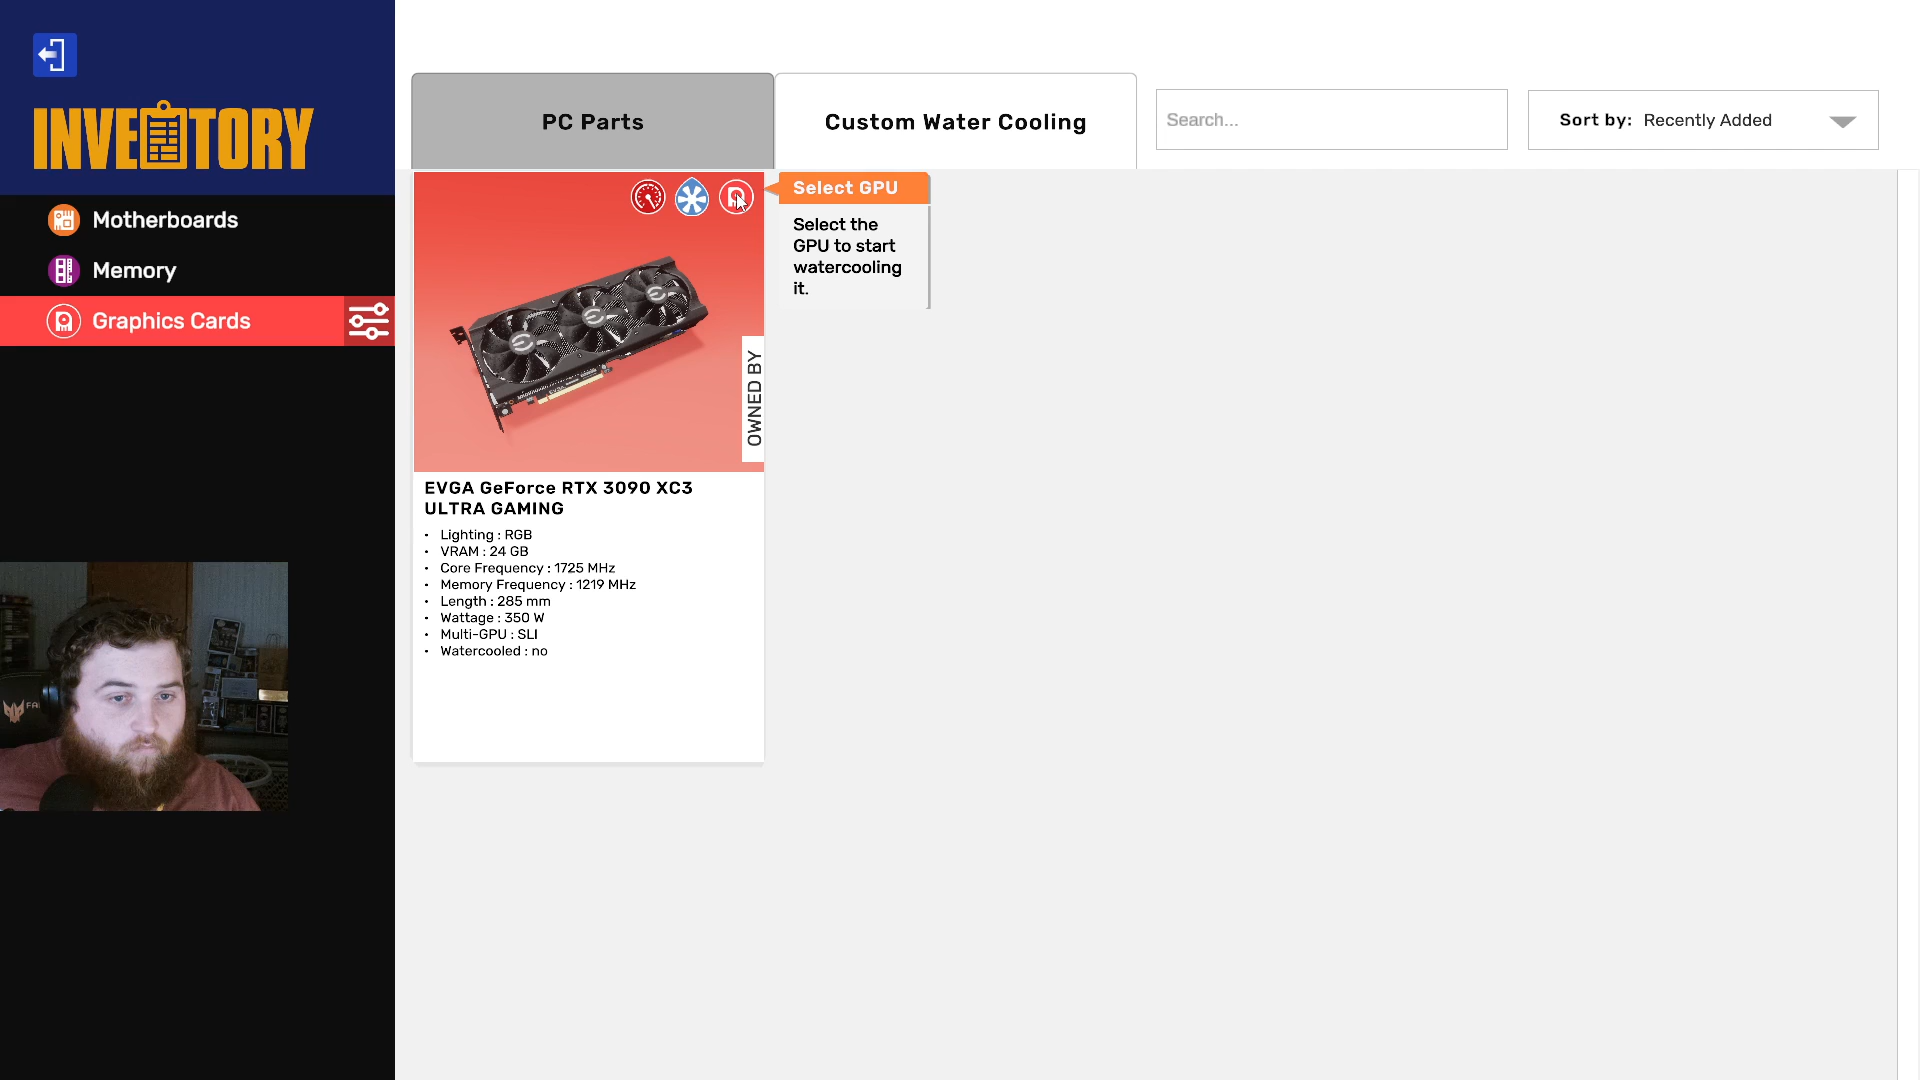 INVENTORY
Motherboards
Memory
Graphics Cards
PC Parts
Custom Water Cooling
Search...
Sort by: Recently Added
Select GPU
Select the
GPU to start
watercooling
it.
OWNED BY
EVGA GeForce RTX 3090 XC3
ULTRA GAMING
• Lighting : RGB
• VRAM : 24 GB
• Core Frequency : 1725 MHz
• Memory Frequency : 1219 MHz
• Length : 285 mm
• Wattage : 350 W
• Multi-GPU : SLI
• Watercooled : no